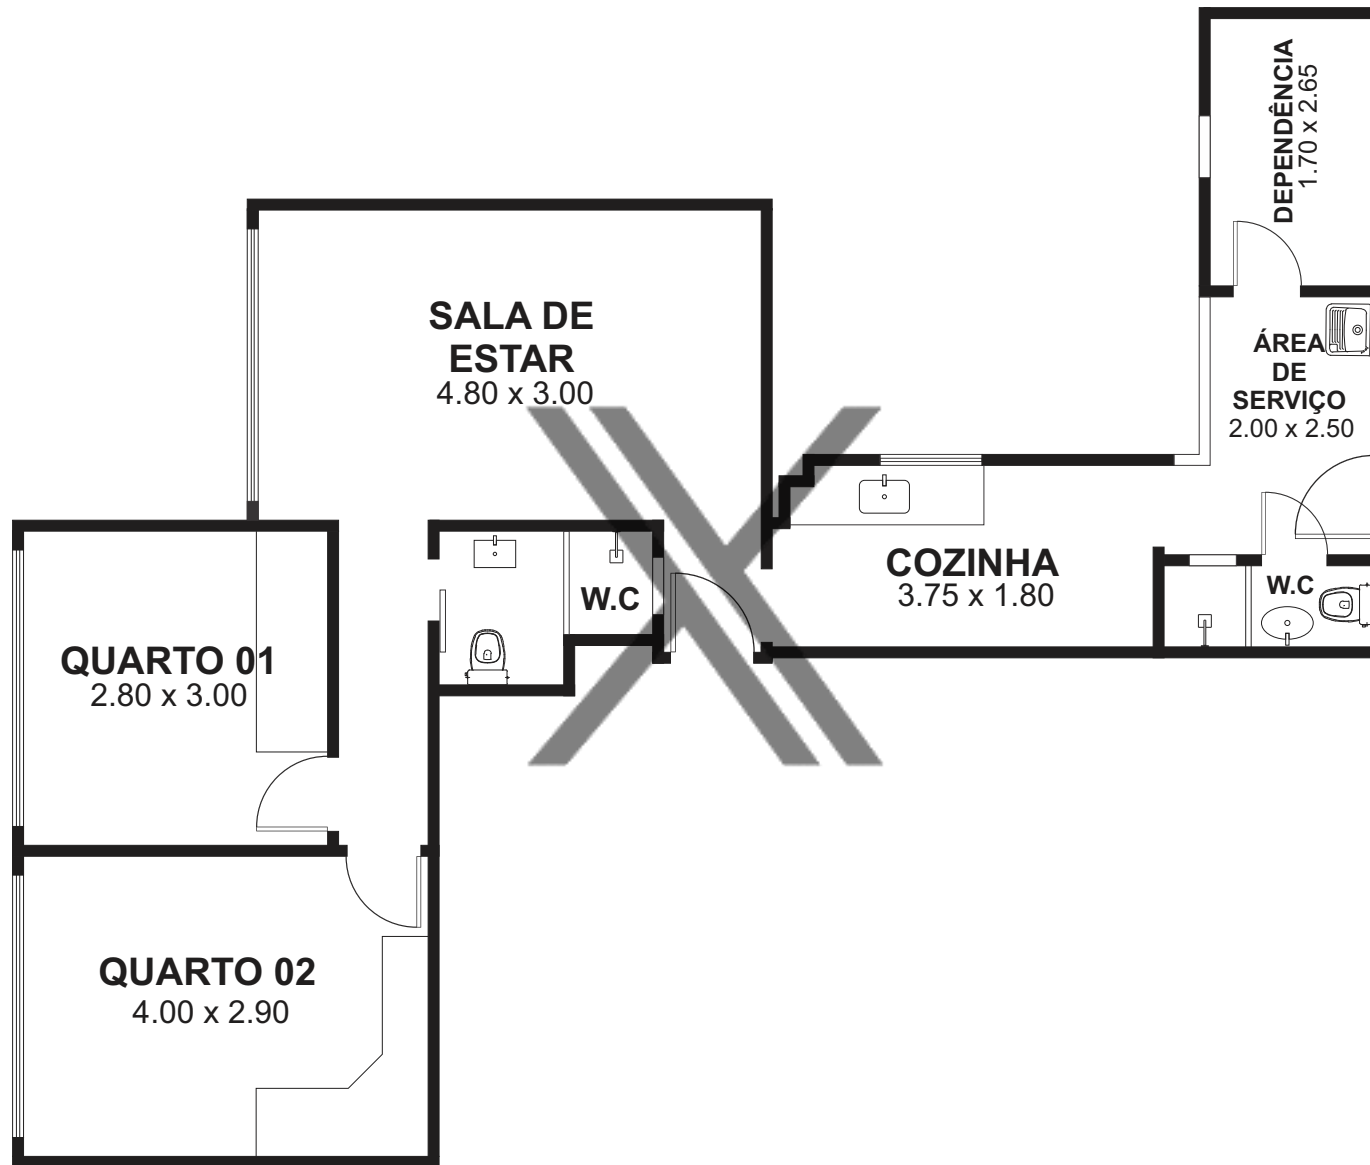 DEPENDÊNCIA
1.70 x 2.65
SALA DE
ESTAR
4.80 x 3.00
ÁREA
DE
SERVIÇO
2.00 x 2.50
COZINHA
3.75 x 1.80
W.C
W.C
QUARTO 01
2.80 x 3.00
QUARTO 02
4.00 x 2.90